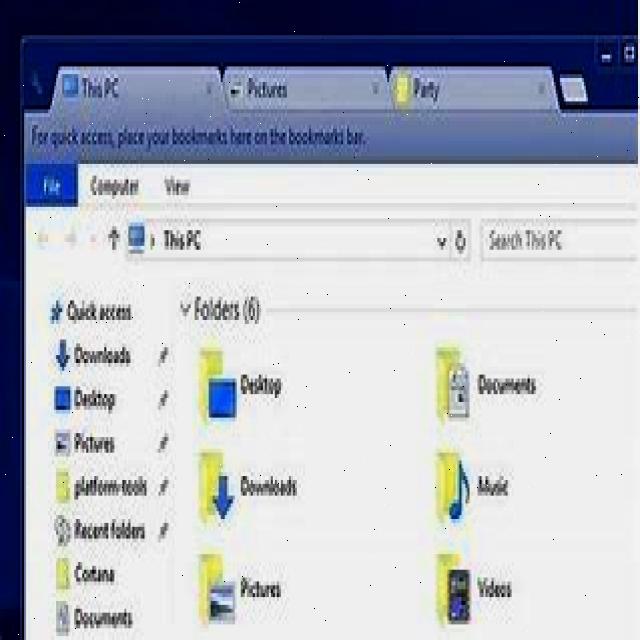 This PC
Pictures
Party
For quick access, place your bookmarks here on the bookmarks bar.
File Computer View
This PC
Search This PC
Quick access
Downloads
Desktop
Pictures
platform-tools
Recent folders
Cortana
Documents
Folders (6)
Desktop
Documents
Downloads
Music
Pictures
Videos